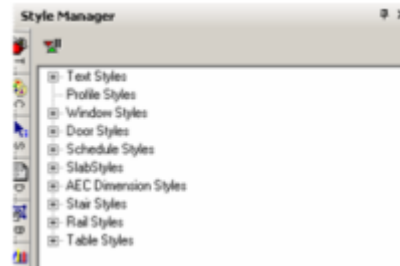 Style Manager
Text Styles
Profile Styles
Window Styles
Door Styles
Schedule Styles
SlabStyles
AEC Dimension Styles
Stair Styles
Rail Styles
Table Styles